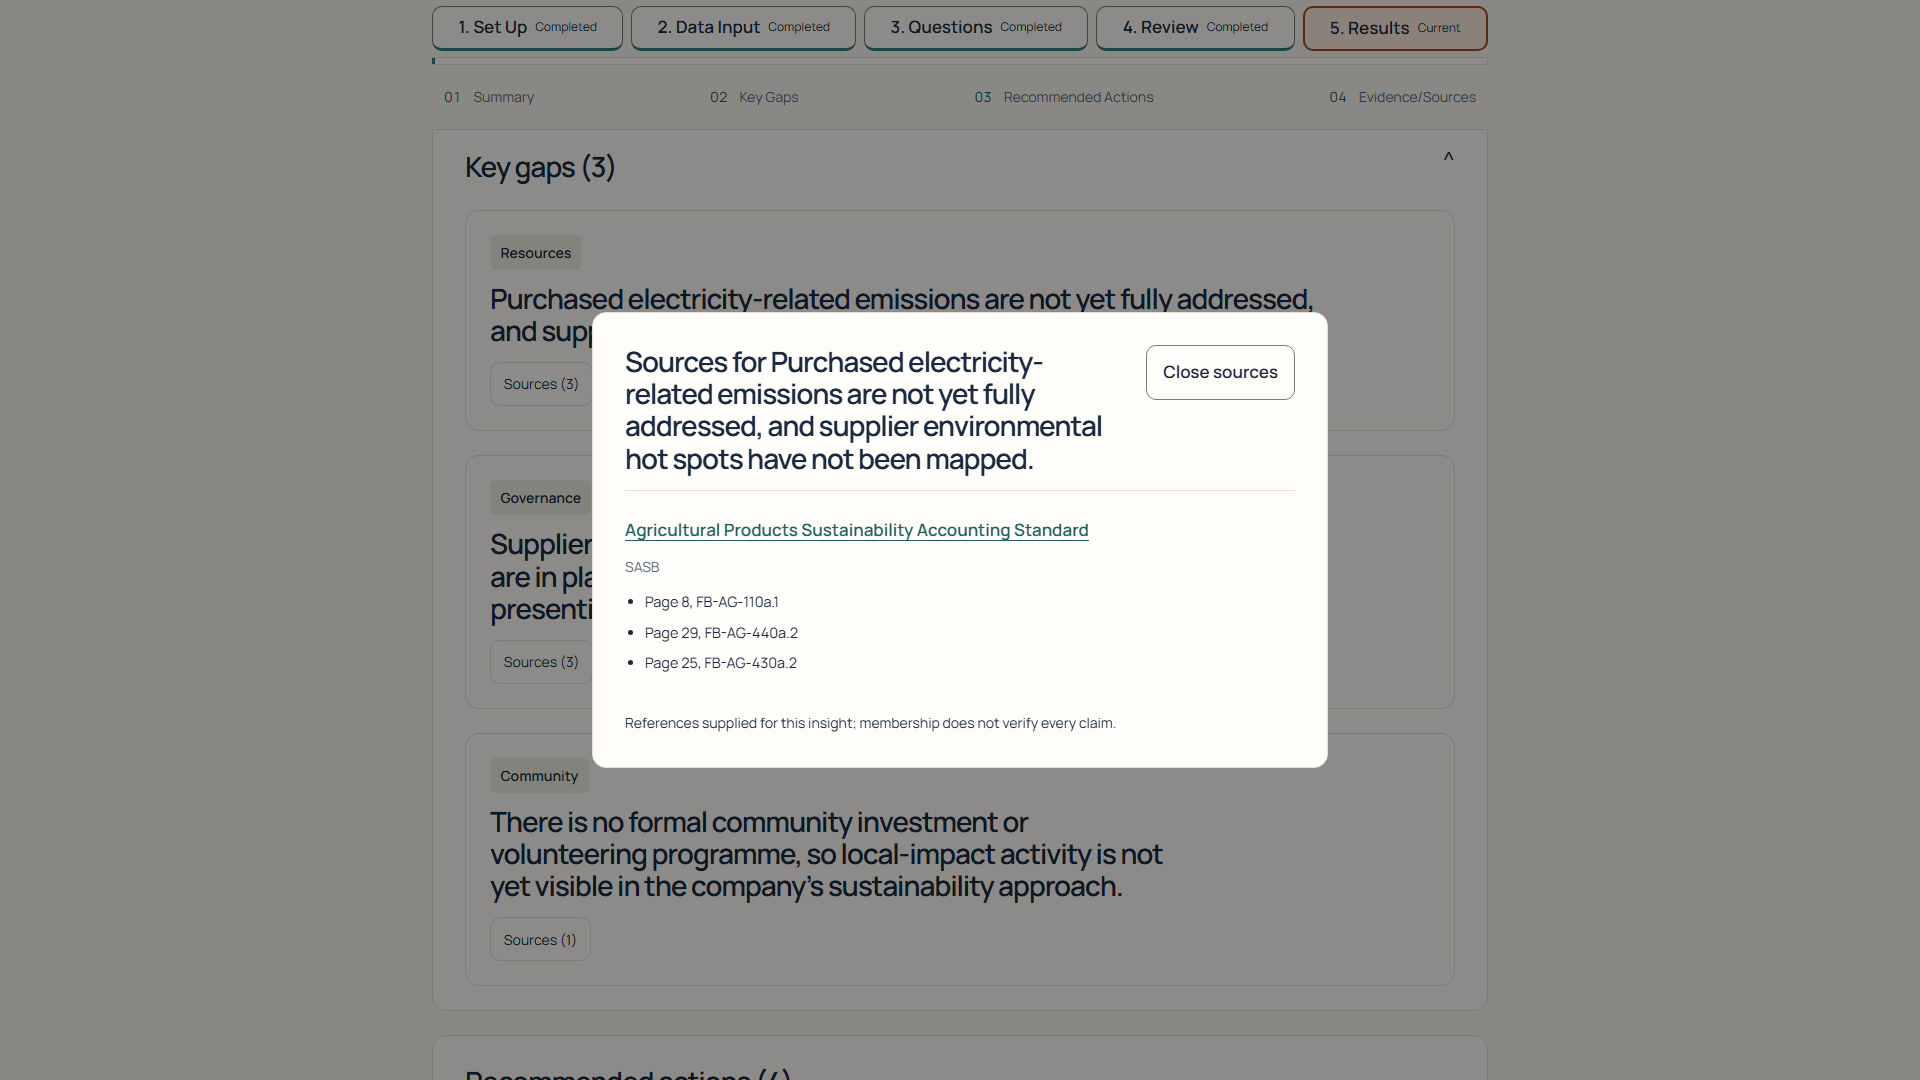 1. Set Up Completed
2. Data Input Completed
3. Questions Completed
4. Review Completed
5. Results Current
01 Summary
02 Key Gaps
03 Recommended Actions
04 Evidence/Sources
Key gaps (3)
^
Resources
Purchased electricity-related emissions are not yet fully addressed,
and supp
Sources (3)
Sources for Purchased electricity-
related emissions are not yet fully
addressed, and supplier environmental
hot spots have not been mapped.
Close sources
Agricultural Products Sustainability Accounting Standard
SASB
• Page 8, FB-AG-110a.1
• Page 29, FB-AG-440a.2
• Page 25, FB-AG-430a.2
References supplied for this insight; membership does not verify every claim.
Governance
Supplier
are in pla
presenti
Sources (3)
Community
There is no formal community investment or
volunteering programme, so local-impact activity is not
yet visible in the company’s sustainability approach.
Sources (1)
Recommended actions (4)